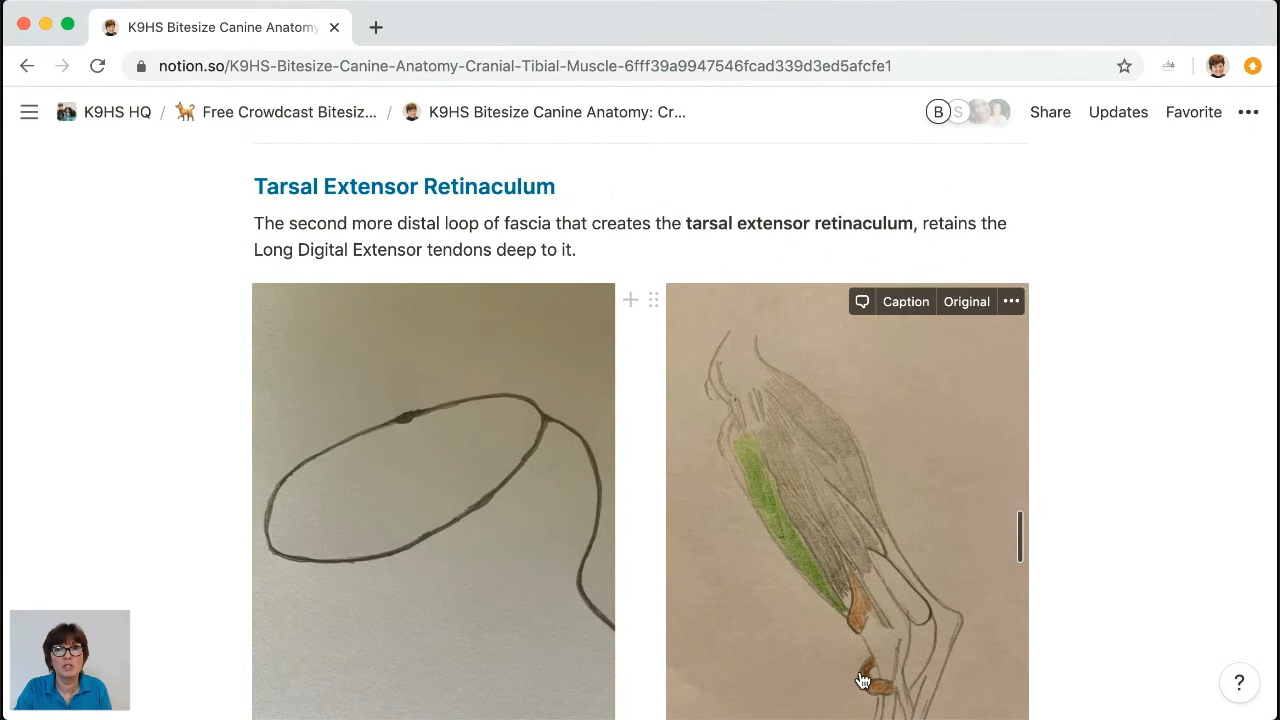 K9HS Bitesize Canine Anatomy
notion.so/K9HS-Bitesize-Canine-Anatomy-Cranial-Tibial-Muscle-6fff39a9947546fcad339d3ed5afcfe1
K9HS HQ / Free Crowdcast Bitesiz... / K9HS Bitesize Canine Anatomy: Cr... B S Share Updates Favorite
Tarsal Extensor Retinaculum
The second more distal loop of fascia that creates the tarsal extensor retinaculum, retains the
Long Digital Extensor tendons deep to it.
Caption Original
?